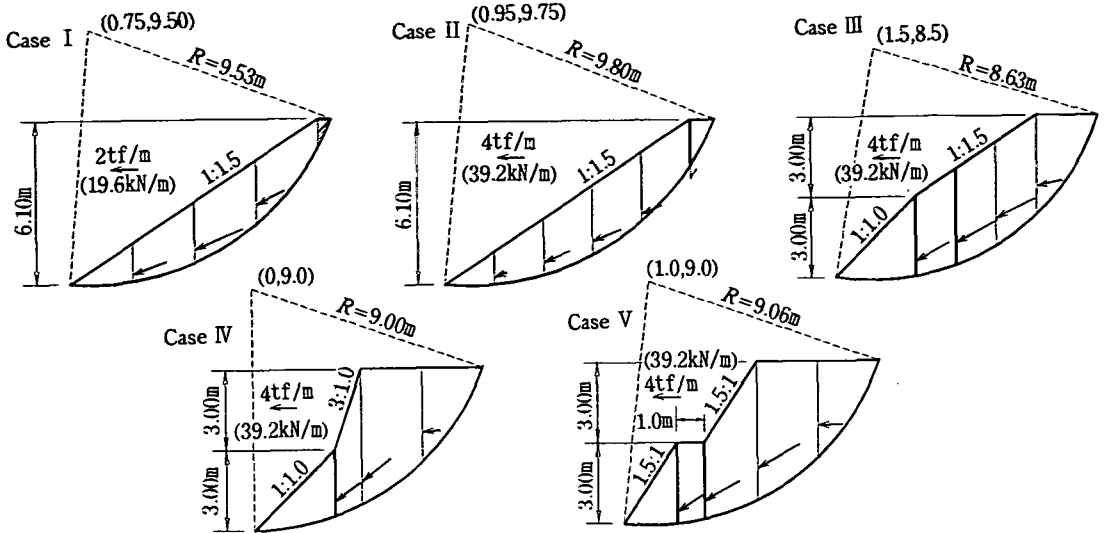 Case I
(0.75,9.50)
R=9.53m
2tf/m
(19.6kN/m)
1:1.5
6.10m
Case II
(0.95,9.75)
R=9.80m
4tf/m
(39.2kN/m)
1:1.5
6.10m
Case III
(1.5,8.5)
R=8.63m
4tf/m
(39.2kN/m)
1:1.5
1:1.0
3.00m
3.00m
Case IV
(0,9.0)
R=9.00m
4tf/m
(39.2kN/m)
3:1.0
1:1.0
3.00m
3.00m
Case V
(1.0,9.0)
R=9.06m
(39.2kN/m)
4tf/m
1.0m
1.5:1
1.5:1
3.00m
3.00m